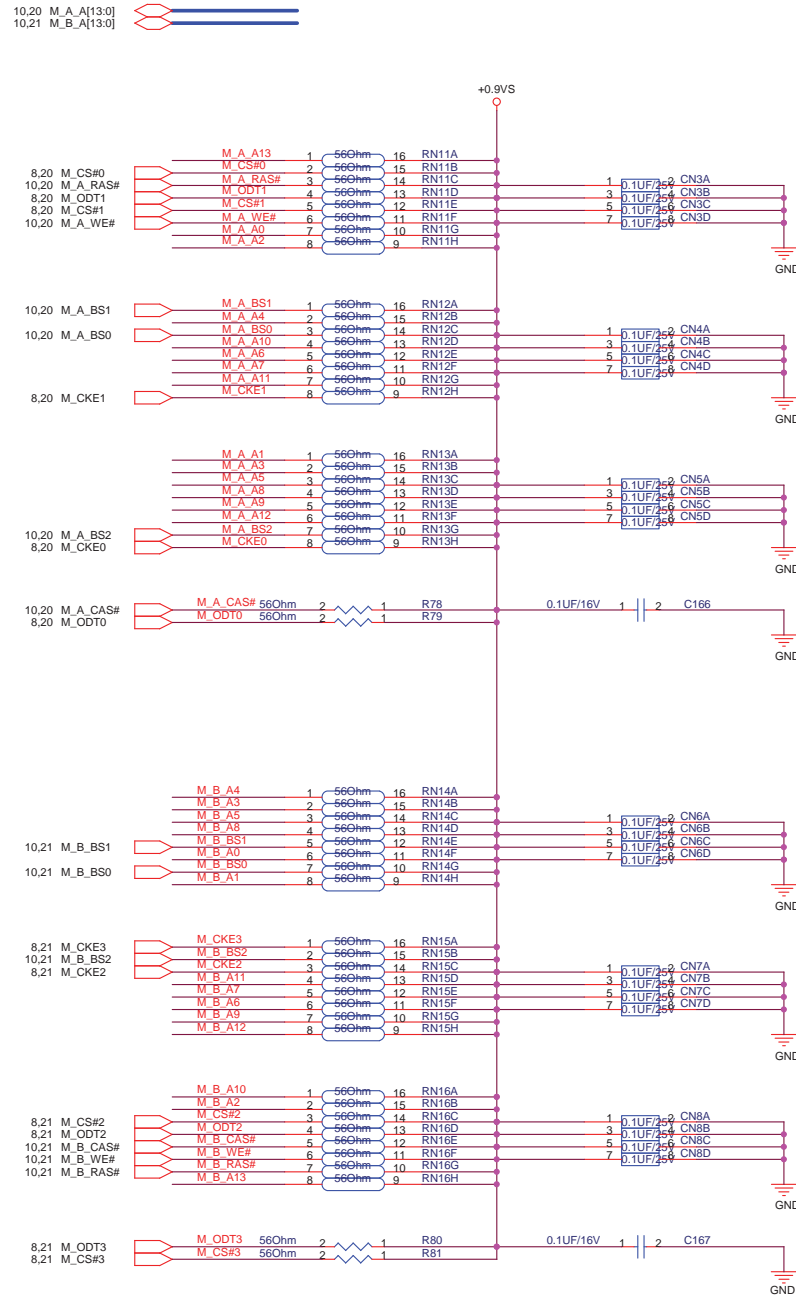 10,20 M_A_A[13:0]
10,21 M_B_A[13:0]
+0.9VS
M_A_A13 1 56Ohm 16 RN11A
8,20 M_CS#0 M_CS#0 2 56Ohm 15 RN11B
10,20 M_A_RAS# M_A_RAS# 3 56Ohm 14 RN11C 1 0.1UF/25V 2 CN3A
8,20 M_ODT1 M_ODT1 4 56Ohm 13 RN11D 3 0.1UF/25V 4 CN3B
8,20 M_CS#1 M_CS#1 5 56Ohm 12 RN11E 5 0.1UF/25V 6 CN3C
10,20 M_A_WE# M_A_WE# 6 56Ohm 11 RN11F 7 0.1UF/25V 8 CN3D
M_A_A0 7 56Ohm 10 RN11G
M_A_A2 8 56Ohm 9 RN11H
GND
10,20 M_A_BS1 M_A_BS1 1 56Ohm 16 RN12A
M_A_A4 2 56Ohm 15 RN12B
10,20 M_A_BS0 M_A_BS0 3 56Ohm 14 RN12C 1 0.1UF/25V 2 CN4A
M_A_A10 4 56Ohm 13 RN12D 3 0.1UF/25V 4 CN4B
M_A_A6 5 56Ohm 12 RN12E 5 0.1UF/25V 6 CN4C
M_A_A7 6 56Ohm 11 RN12F 7 0.1UF/25V 8 CN4D
M_A_A11 7 56Ohm 10 RN12G
8,20 M_CKE1 M_CKE1 8 56Ohm 9 RN12H
GND
M_A_A1 1 56Ohm 16 RN13A
M_A_A3 2 56Ohm 15 RN13B
M_A_A5 3 56Ohm 14 RN13C 1 0.1UF/25V 2 CN5A
M_A_A8 4 56Ohm 13 RN13D 3 0.1UF/25V 4 CN5B
M_A_A9 5 56Ohm 12 RN13E 5 0.1UF/25V 6 CN5C
M_A_A12 6 56Ohm 11 RN13F 7 0.1UF/25V 8 CN5D
10,20 M_A_BS2 M_A_BS2 7 56Ohm 10 RN13G
8,20 M_CKE0 M_CKE0 8 56Ohm 9 RN13H
GND
10,20 M_A_CAS# M_A_CAS# 56Ohm 2 1 R78 0.1UF/16V 1 2 C166
8,20 M_ODT0 M_ODT0 56Ohm 2 1 R79
GND
M_B_A4 1 56Ohm 16 RN14A
M_B_A3 2 56Ohm 15 RN14B
M_B_A5 3 56Ohm 14 RN14C 1 0.1UF/25V 2 CN6A
M_B_A8 4 56Ohm 13 RN14D 3 0.1UF/25V 4 CN6B
10,21 M_B_BS1 M_B_BS1 5 56Ohm 12 RN14E 5 0.1UF/25V 6 CN6C
M_B_A0 6 56Ohm 11 RN14F 7 0.1UF/25V 8 CN6D
10,21 M_B_BS0 M_B_BS0 7 56Ohm 10 RN14G
M_B_A1 8 56Ohm 9 RN14H
GND
8,21 M_CKE3 M_CKE3 1 56Ohm 16 RN15A
10,21 M_B_BS2 M_B_BS2 2 56Ohm 15 RN15B
8,21 M_CKE2 M_CKE2 3 56Ohm 14 RN15C 1 0.1UF/25V 2 CN7A
M_B_A11 4 56Ohm 13 RN15D 3 0.1UF/25V 4 CN7B
M_B_A7 5 56Ohm 12 RN15E 5 0.1UF/25V 6 CN7C
M_B_A6 6 56Ohm 11 RN15F 7 0.1UF/25V 8 CN7D
M_B_A9 7 56Ohm 10 RN15G
M_B_A12 8 56Ohm 9 RN15H
GND
M_B_A10 1 56Ohm 16 RN16A
M_B_A2 2 56Ohm 15 RN16B
8,21 M_CS#2 M_CS#2 3 56Ohm 14 RN16C 1 0.1UF/25V 2 CN8A
8,21 M_ODT2 M_ODT2 4 56Ohm 13 RN16D 3 0.1UF/25V 4 CN8B
10,21 M_B_CAS# M_B_CAS# 5 56Ohm 12 RN16E 5 0.1UF/25V 6 CN8C
10,21 M_B_WE# M_B_WE# 6 56Ohm 11 RN16F 7 0.1UF/25V 8 CN8D
10,21 M_B_RAS# M_B_RAS# 7 56Ohm 10 RN16G
M_B_A13 8 56Ohm 9 RN16H
GND
8,21 M_ODT3 M_ODT3 56Ohm 2 1 R80 0.1UF/16V 1 2 C167
8,21 M_CS#3 M_CS#3 56Ohm 2 1 R81
GND